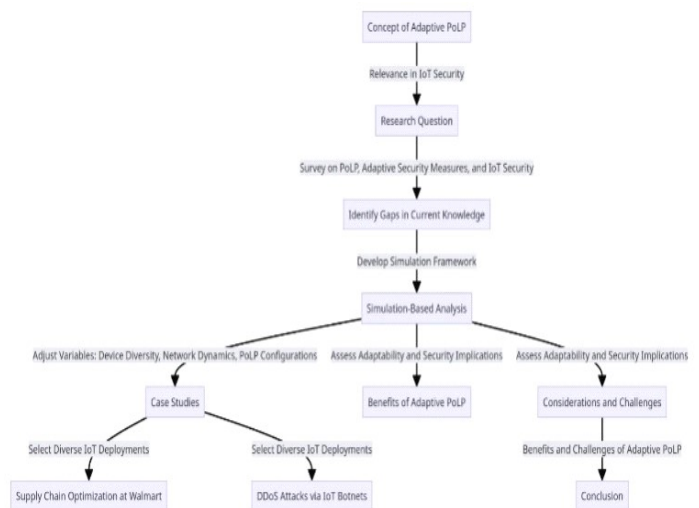 Concept of Adaptive PoLP
Relevance in IoT Security
Research Question
Survey on PoLP, Adaptive Security Measures, and IoT Security
Identify Gaps in Current Knowledge
Develop Simulation Framework
Simulation-Based Analysis
Adjust Variables: Device Diversity, Network Dynamics, PoLP Configurations
Assess Adaptability and Security Implications
Assess Adaptability and Security Implications
Case Studies
Benefits of Adaptive PoLP
Considerations and Challenges
Select Diverse IoT Deployments
Select Diverse IoT Deployments
Benefits and Challenges of Adaptive PoLP
Supply Chain Optimization at Walmart
DDoS Attacks via IoT Botnets
Conclusion